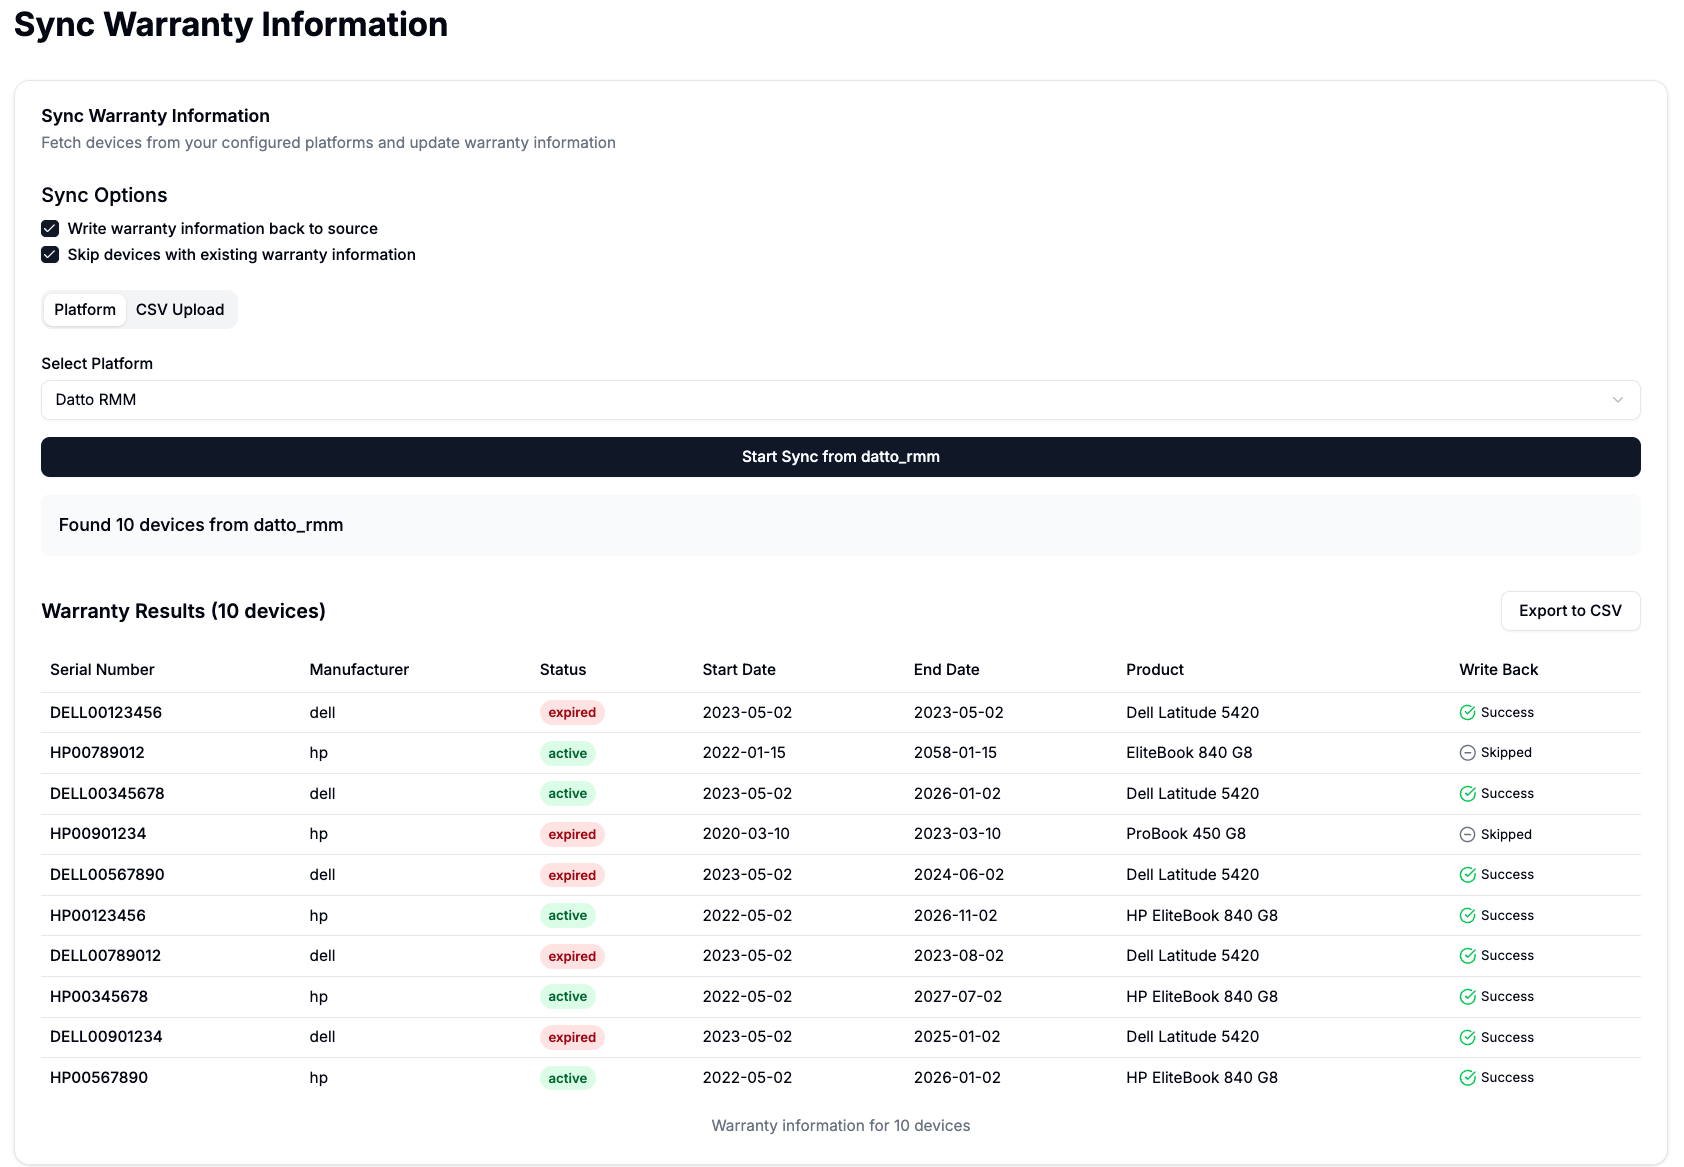 Sync Warranty Information
Sync Warranty Information
Fetch devices from your configured platforms and update warranty information
Sync Options
Write warranty information back to source
Skip devices with existing warranty information
Platform CSV Upload
Select Platform
Datto RMM
Start Sync from datto_rmm
Found 10 devices from datto_rmm
Warranty Results (10 devices) Export to CSV
Serial Number Manufacturer Status Start Date End Date Product Write Back
DELL00123456 dell expired 2023-05-02 2023-05-02 Dell Latitude 5420 Success
HP00789012 hp active 2022-01-15 2058-01-15 EliteBook 840 G8 Skipped
DELL00345678 dell active 2023-05-02 2026-01-02 Dell Latitude 5420 Success
HP00901234 hp expired 2020-03-10 2023-03-10 ProBook 450 G8 Skipped
DELL00567890 dell expired 2023-05-02 2024-06-02 Dell Latitude 5420 Success
HP00123456 hp active 2022-05-02 2026-11-02 HP EliteBook 840 G8 Success
DELL00789012 dell expired 2023-05-02 2023-08-02 Dell Latitude 5420 Success
HP00345678 hp active 2022-05-02 2027-07-02 HP EliteBook 840 G8 Success
DELL00901234 dell expired 2023-05-02 2025-01-02 Dell Latitude 5420 Success
HP00567890 hp active 2022-05-02 2026-01-02 HP EliteBook 840 G8 Success
Warranty information for 10 devices